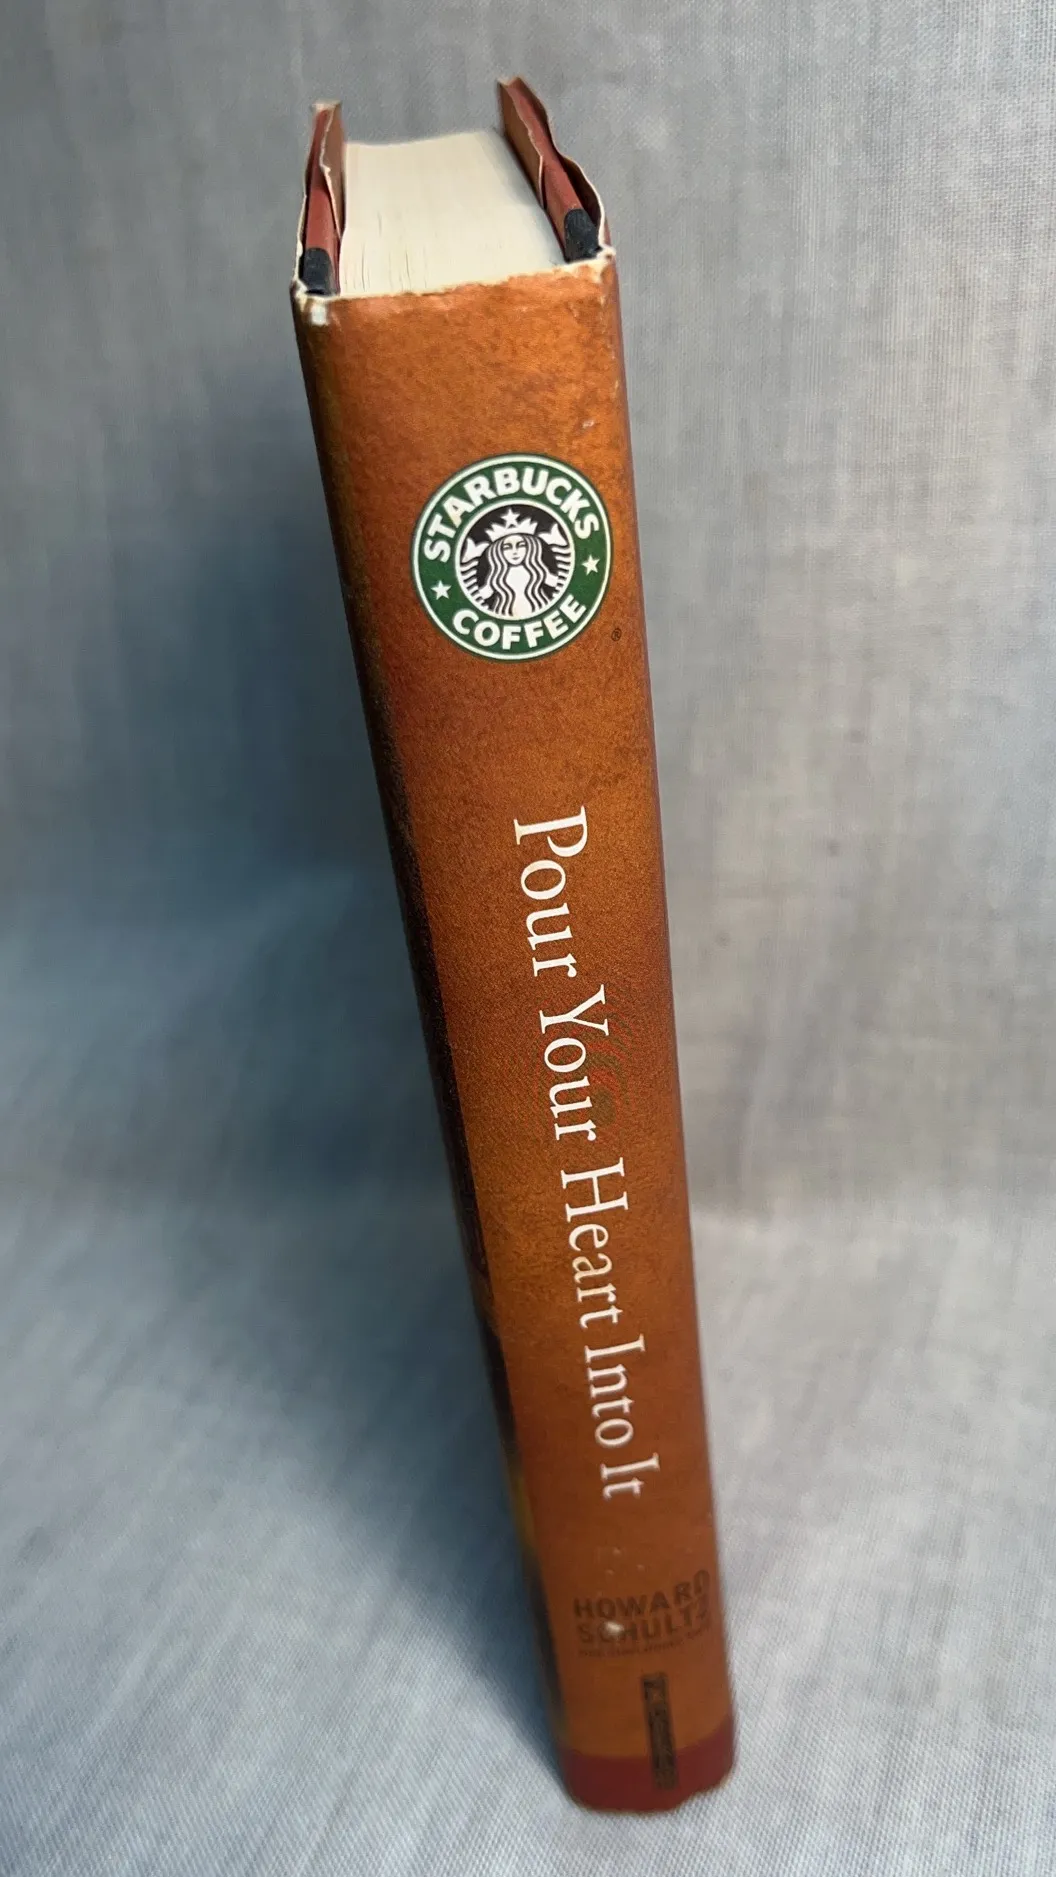 STARBUCKS
COFFEE
®
Pour Your Heart Into It
HOWARD
SCHULTZ